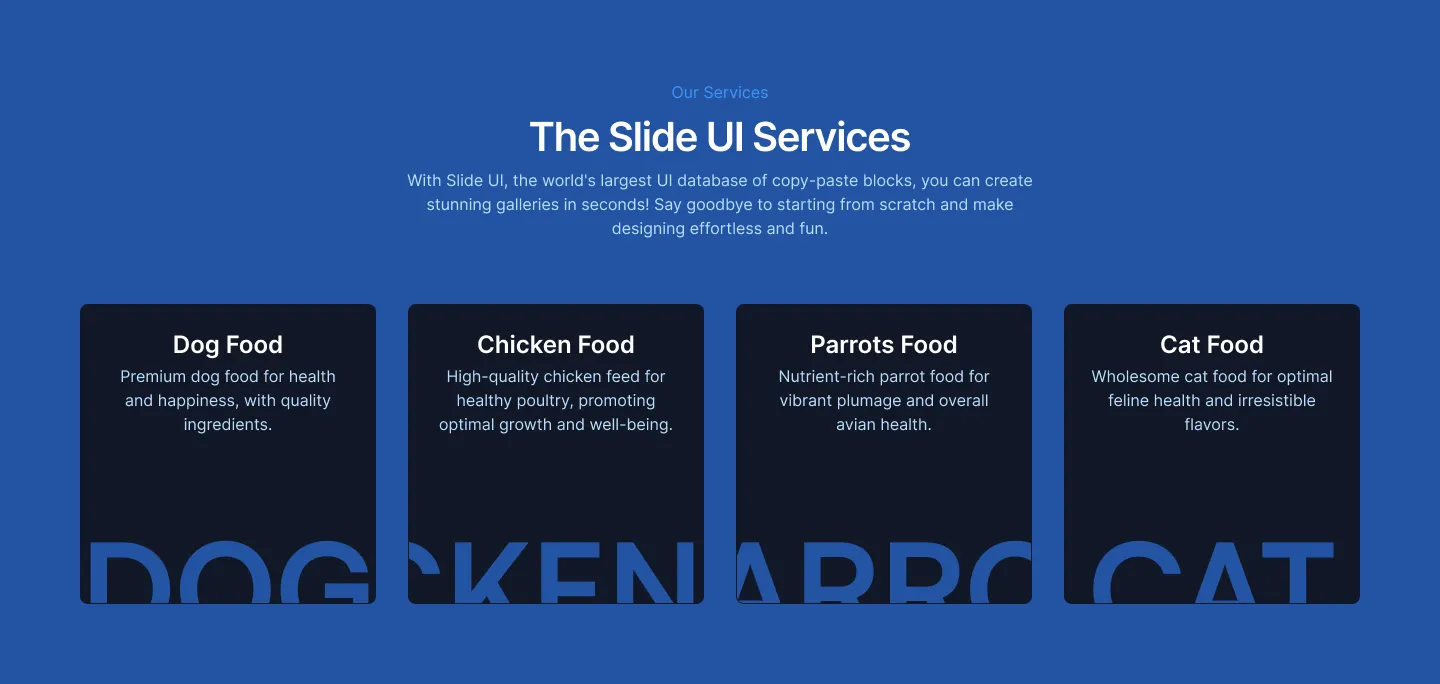 Our Services
The Slide UI Services
With Slide UI, the world's largest UI database of copy-paste blocks, you can create
stunning galleries in seconds! Say goodbye to starting from scratch and make
designing effortless and fun.
Dog Food
Premium dog food for health
and happiness, with quality
ingredients.
DOG
Chicken Food
High-quality chicken feed for
healthy poultry, promoting
optimal growth and well-being.
CKEN
Parrots Food
Nutrient-rich parrot food for
vibrant plumage and overall
avian health.
ARRO
Cat Food
Wholesome cat food for optimal
feline health and irresistible
flavors.
CAT